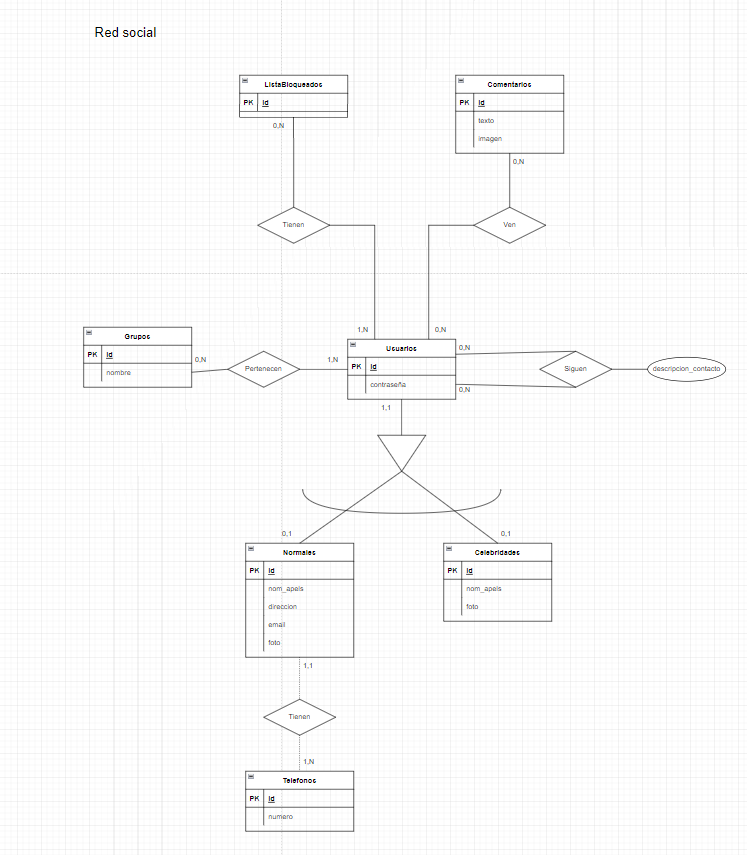 Red social
ListaBloqueados
PK id
0,N
Comentarios
PK id
texto
imagen
0,N
Tienen
Ven
1,N
0,N
Grupos
PK id
nombre
0,N
Pertenecen
1,N
Usuarios
PK id
contraseña
0,N
0,N
Siguen
descripcion_contacto
1,1
0,1
0,1
Normales
PK id
nom_apels
direccion
email
foto
Celebridades
PK id
nom_apels
foto
1,1
Tienen
1,N
Telefonos
PK id
numero